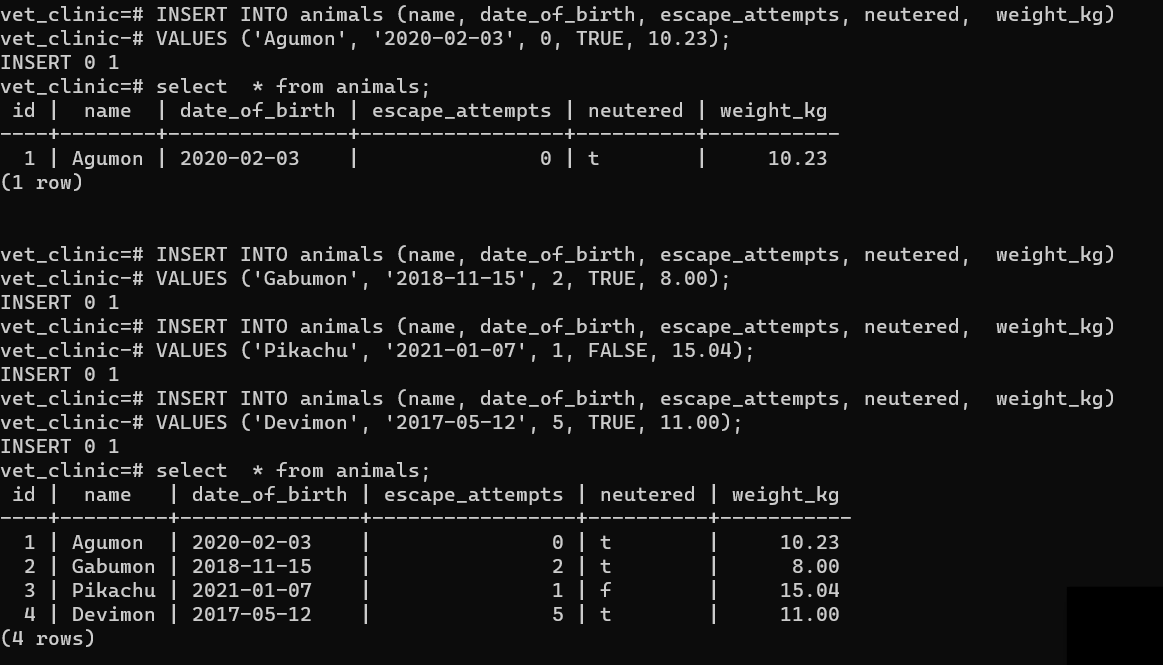 vet_clinic=# INSERT INTO animals (name, date_of_birth, escape_attempts, neutered,  weight_kg)
vet_clinic-# VALUES ('Agumon', '2020-02-03', 0, TRUE, 10.23);
INSERT 0 1
vet_clinic=# select  * from animals;
 id |  name  | date_of_birth | escape_attempts | neutered | weight_kg
----+--------+---------------+-----------------+----------+-----------
  1 | Agumon | 2020-02-03    |               0 | t        |     10.23
(1 row)
vet_clinic=# INSERT INTO animals (name, date_of_birth, escape_attempts, neutered,  weight_kg)
vet_clinic-# VALUES ('Gabumon', '2018-11-15', 2, TRUE, 8.00);
INSERT 0 1
vet_clinic=# INSERT INTO animals (name, date_of_birth, escape_attempts, neutered,  weight_kg)
vet_clinic-# VALUES ('Pikachu', '2021-01-07', 1, FALSE, 15.04);
INSERT 0 1
vet_clinic=# INSERT INTO animals (name, date_of_birth, escape_attempts, neutered,  weight_kg)
vet_clinic-# VALUES ('Devimon', '2017-05-12', 5, TRUE, 11.00);
INSERT 0 1
vet_clinic=# select  * from animals;
 id |  name   | date_of_birth | escape_attempts | neutered | weight_kg
----+---------+---------------+-----------------+----------+-----------
  1 | Agumon  | 2020-02-03    |               0 | t        |     10.23
  2 | Gabumon | 2018-11-15    |               2 | t        |      8.00
  3 | Pikachu | 2021-01-07    |               1 | f        |     15.04
  4 | Devimon | 2017-05-12    |               5 | t        |     11.00
(4 rows)